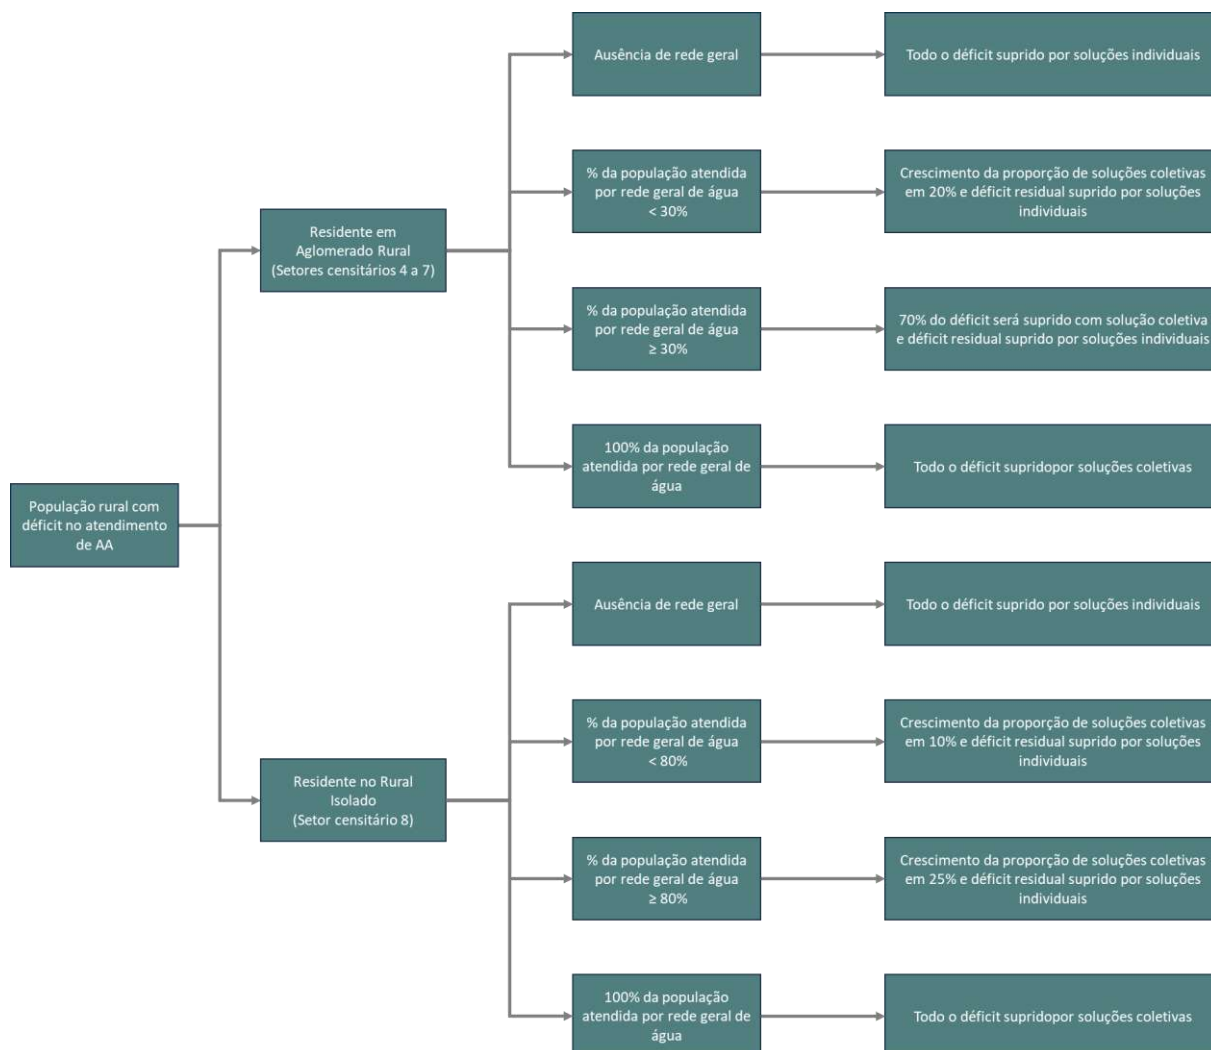 População rural com
déficit no atendimento
de AA
Residente em
Aglomerado Rural
(Setores censitários 4 a 7)
Ausência de rede geral
Todo o déficit suprido por soluções individuais
% da população atendida
por rede geral de água
< 30%
Crescimento da proporção de soluções coletivas
em 20% e déficit residual suprido por soluções
individuais
% da população atendida
por rede geral de água
≥ 30%
70% do déficit será suprido com solução coletiva
e déficit residual suprido por soluções individuais
100% da população
atendida por rede geral de
água
Todo o déficit supridopor soluções coletivas
Residente no Rural
Isolado
(Setor censitário 8)
Ausência de rede geral
Todo o déficit suprido por soluções individuais
% da população atendida
por rede geral de água
< 80%
Crescimento da proporção de soluções coletivas
em 10% e déficit residual suprido por soluções
individuais
% da população atendida
por rede geral de água
≥ 80%
Crescimento da proporção de soluções coletivas
em 25% e déficit residual suprido por soluções
individuais
100% da população
atendida por rede geral de
água
Todo o déficit supridopor soluções coletivas